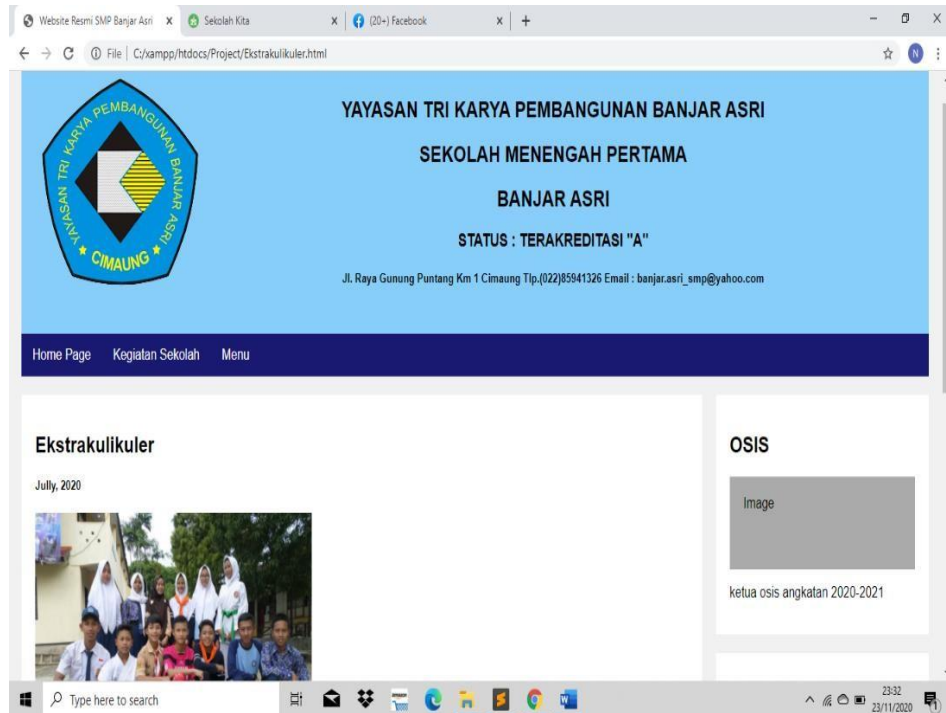 Website Resmi SMP Banjar Asri
Sekolah Kita
(20+) Facebook
File | C:/xampp/htdocs/Project/Ekstrakulikuler.html
N
YAYASAN TRI KARYA PEMBANGUNAN BANJAR ASRI
CIMAUNG
YAYASAN TRI KARYA PEMBANGUNAN BANJAR ASRI
SEKOLAH MENENGAH PERTAMA
BANJAR ASRI
STATUS : TERAKREDITASI "A"
Jl. Raya Gunung Puntang Km 1 Cimaung Tlp.(022)85941326 Email : banjar.asri_smp@yahoo.com
Home Page
Kegiatan Sekolah
Menu
Ekstrakulikuler
Jully, 2020
OSIS
Image
ketua osis angkatan 2020-2021
Type here to search
23:32
23/11/2020